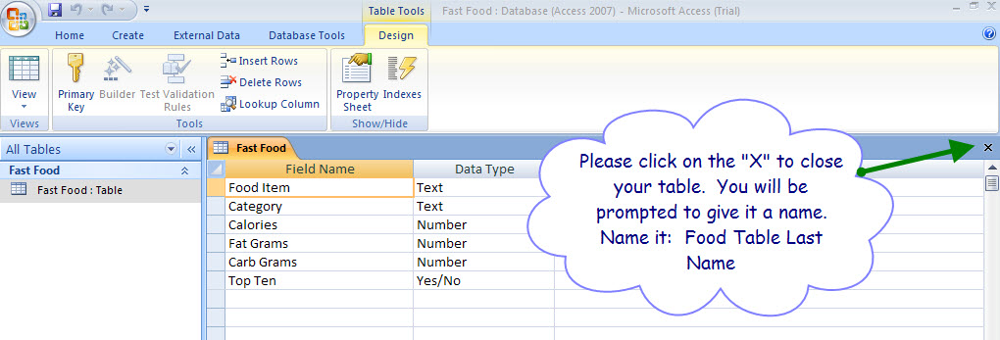 Table Tools
Fast Food : Database (Access 2007) - Microsoft Access (Trial)
Home Create External Data Database Tools Design
View
Primary Key
Builder
Test Validation Rules
Insert Rows
Delete Rows
Lookup Column
Property Sheet
Indexes
Views Tools Show/Hide
All Tables
Fast Food
Fast Food : Table
Fast Food
Field Name Data Type
Food Item Text
Category Text
Calories Number
Fat Grams Number
Carb Grams Number
Top Ten Yes/No
Please click on the "X" to close
your table. You will be
prompted to give it a name.
Name it: Food Table Last
Name